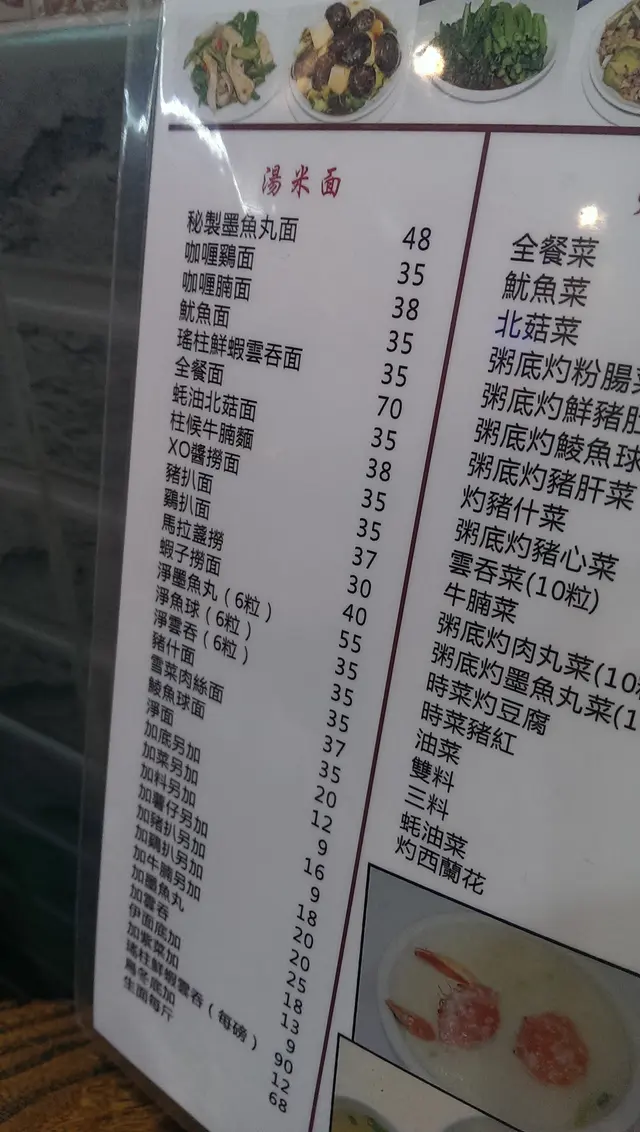 湯米面
秘製墨魚丸面 48
咖喱鷄面 35
咖喱腩面 38
魷魚面 35
瑤柱鮮蝦雲吞面 35
全餐面 70
蚝油北菇面 35
柱候牛腩麵 38
XO醬撈面 35
豬扒面 35
鷄扒面 37
馬拉盞撈 30
蝦子撈面 40
淨墨魚丸（6粒） 55
淨魚球（6粒） 35
淨雲吞（6粒） 35
豬什面 35
雪菜肉絲面 37
鯪魚球面 35
淨面 20
加底另加 12
加菜另加 9
加料另加 16
加薯仔另加 9
加豬扒另加 18
加鷄扒另加 20
加牛腩另加 20
加墨魚丸 25
加雲吞 18
伊面底加 13
加紫菜加 9
瑤柱鮮蝦雲吞（每磅） 90
烏冬底加 12
生面每斤 68
全餐菜
魷魚菜
北菇菜
粥底灼粉腸
粥底灼鮮豬肚
粥底灼鯪魚球
粥底灼豬肝菜
灼豬什菜
粥底灼豬心菜
雲吞菜(10粒)
牛腩菜
粥底灼肉丸菜(10
粥底灼墨魚丸菜(1
時菜灼豆腐
時菜豬紅
油菜
雙料
三料
蚝油菜
灼西蘭花